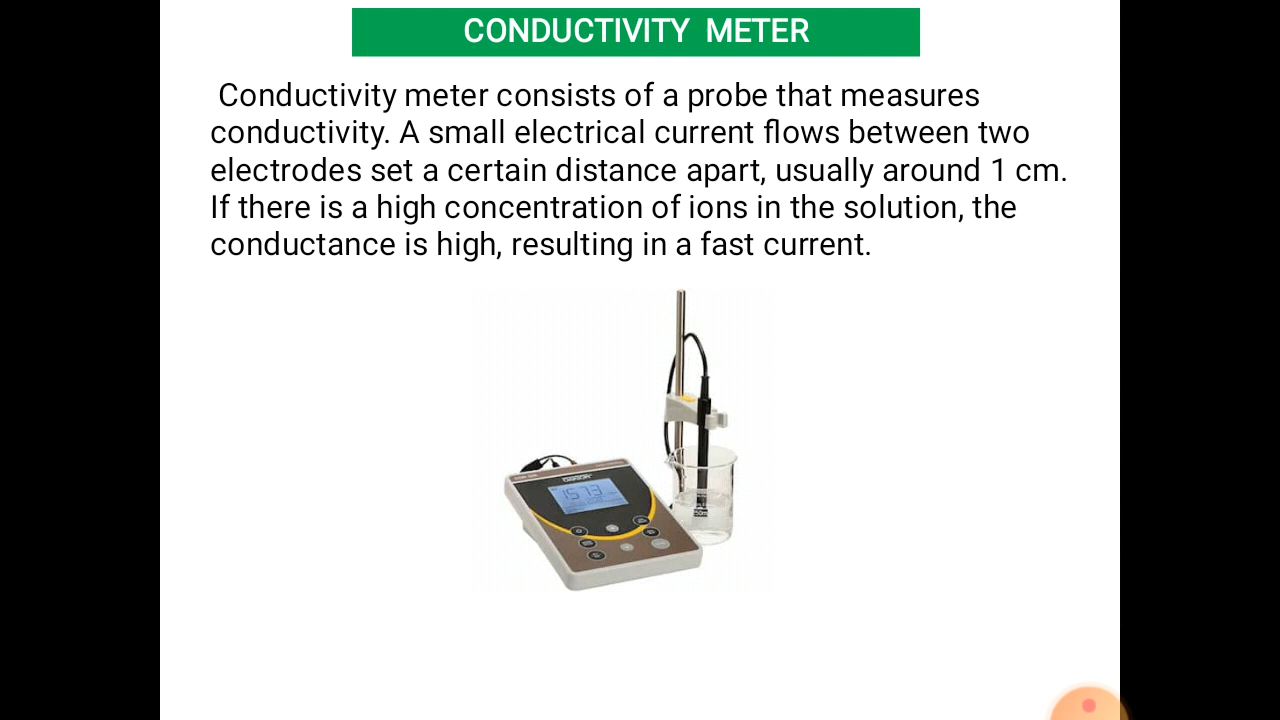 CONDUCTIVITY METER
Conductivity meter consists of a probe that measures
conductivity. A small electrical current flows between two
electrodes set a certain distance apart, usually around 1 cm.
If there is a high concentration of ions in the solution, the
conductance is high, resulting in a fast current.
157.3